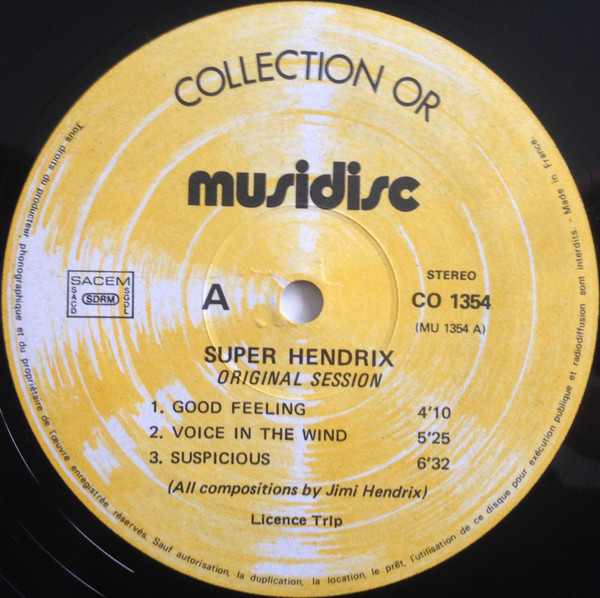 COLLECTION OR
musidisc
SACEM
SACD
SDRM
SGDL
A
STEREO
CO 1354
(MU 1354 A)
SUPER HENDRIX
ORIGINAL SESSION
1. GOOD FEELING 4'10
2. VOICE IN THE WIND 5'25
3. SUSPICIOUS 6'32
(All compositions by Jimi Hendrix)
Licence Trip
Tous droits du producteur phonographique et du propriétaire de l'œuvre enregistrée réservés. Sauf autorisation, la duplication, la location, le prêt, l'utilisation de ce disque pour exécution publique et radiodiffusion sont interdits. - Made in France.